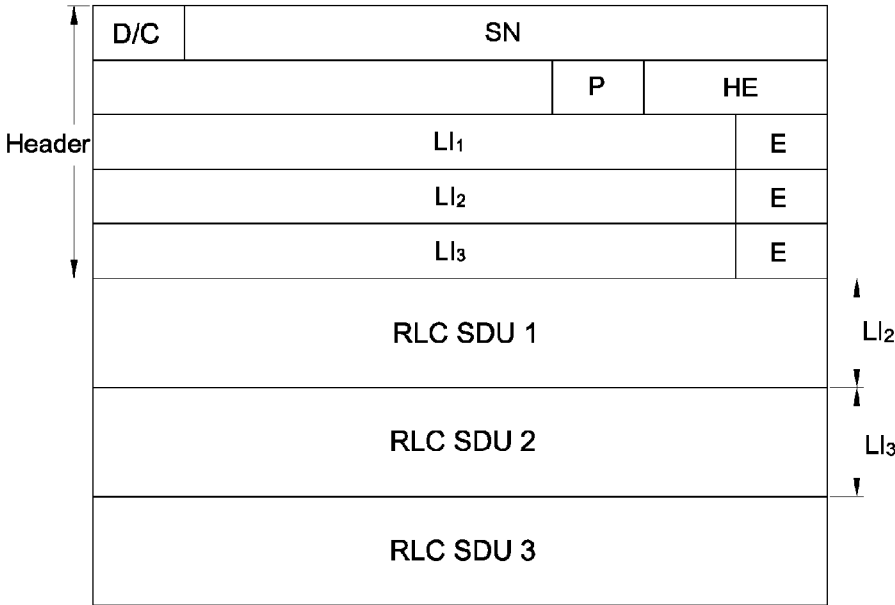 D/C SN
P HE
Header
LI₁ E
LI₂ E
LI₃ E
RLC SDU 1
LI₂
RLC SDU 2
LI₃
RLC SDU 3